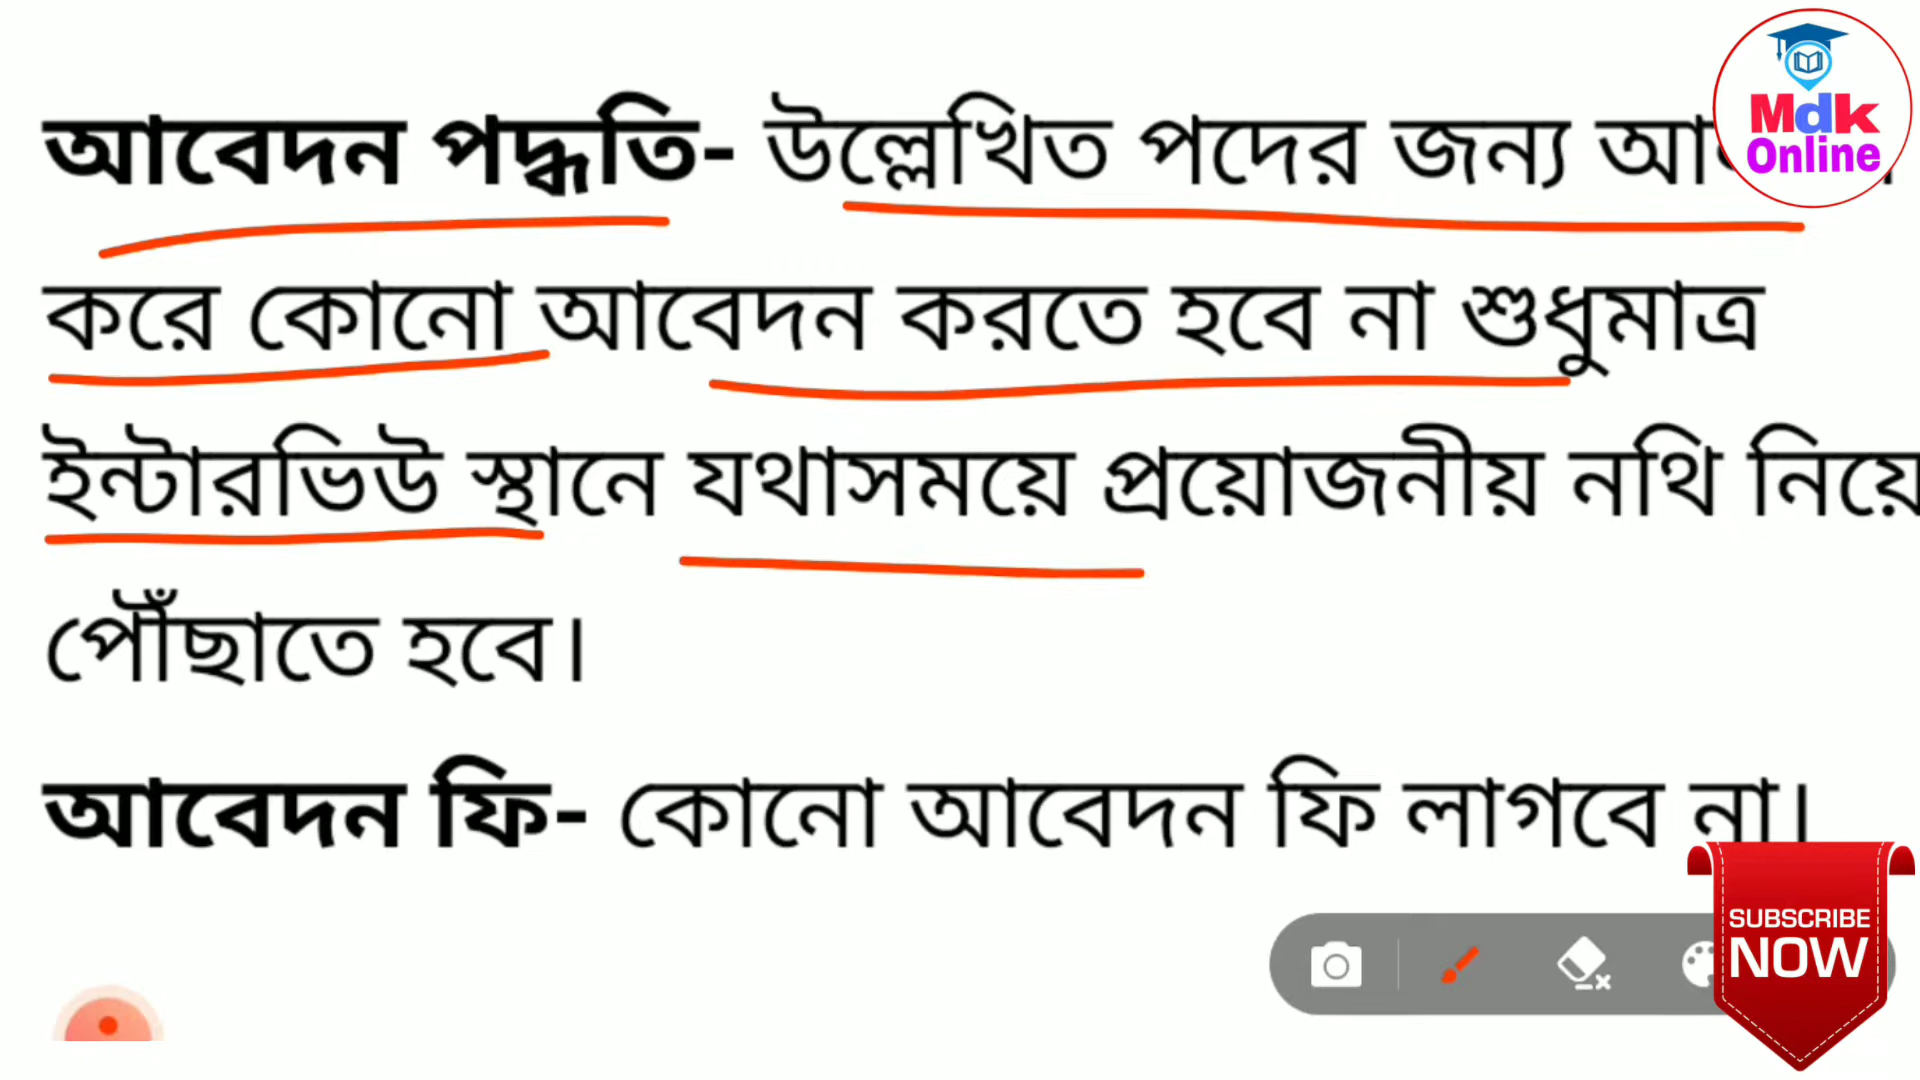 আবেদন পদ্ধতি- উল্লেখিত পদের জন্য
করে কোনো আবেদন করতে হবে না শুধুমাত্র
ইন্টারভিউ স্থানে যথাসময়ে প্রয়োজনীয় নথি নিয়ে
পৌঁছাতে হবে।
আবেদন ফি- কোনো আবেদন ফি লাগবে না।
Mdk
Online
SUBSCRIBE
NOW